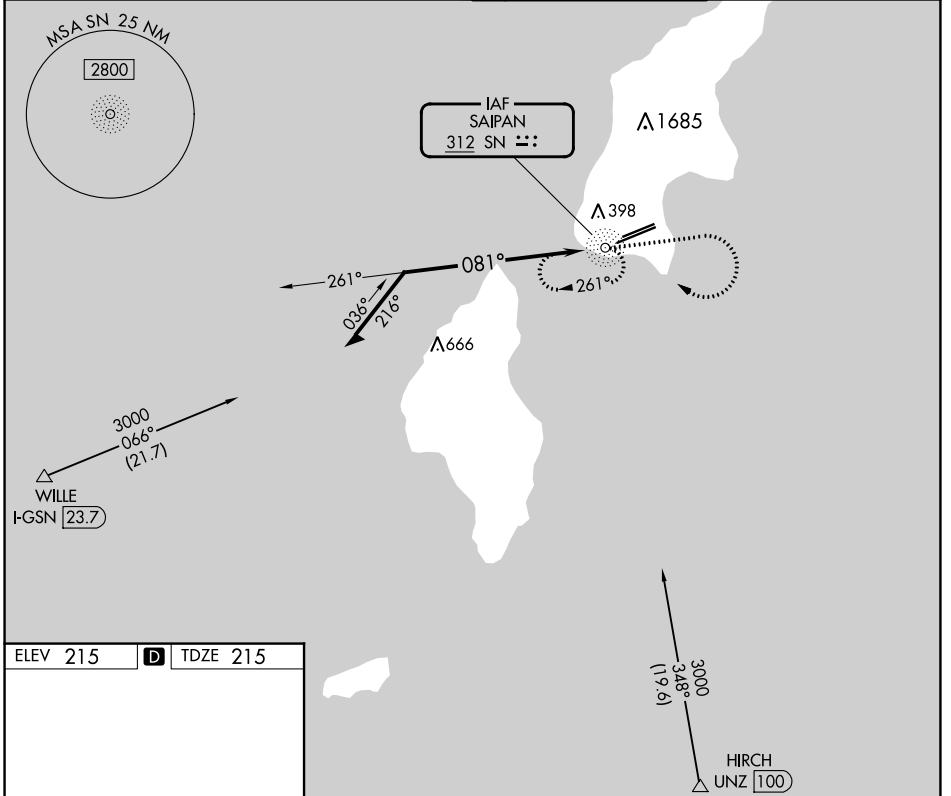 MSA SN 25 NM
2800
IAF
SAIPAN
312 SN
1685
398
261°
081°
261°
036°
216°
666
3000
066°
(21.7)
WILLE
I-GSN 23.7
ELEV 215 D TDZE 215
3000
348°
(19.6)
HIRCH
UNZ 100